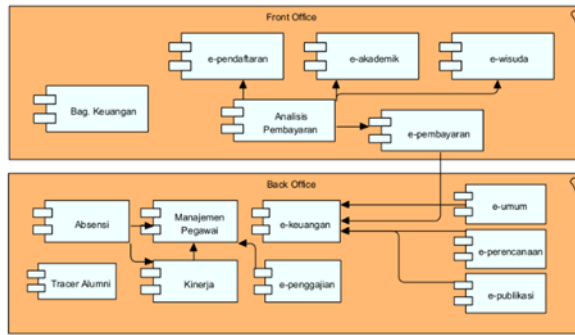 Front Office
e-pendaftaran
e-akademik
e-wisuda
Bag. Keuangan
Analisis
Pembayaran
e-pembayaran
Back Office
Absensi
Manajemen
Pegawai
e-keuangan
e-umum
e-perencanaan
Tracer Alumni
Kinerja
e-penggajian
e-publikasi